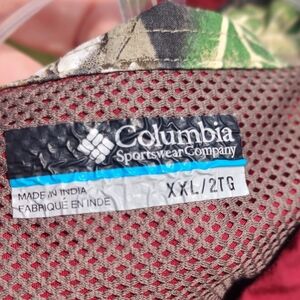 Columbia
Sportswear Company
MADE IN INDIA
FABRIQUÉ EN INDE
XXL/2TG